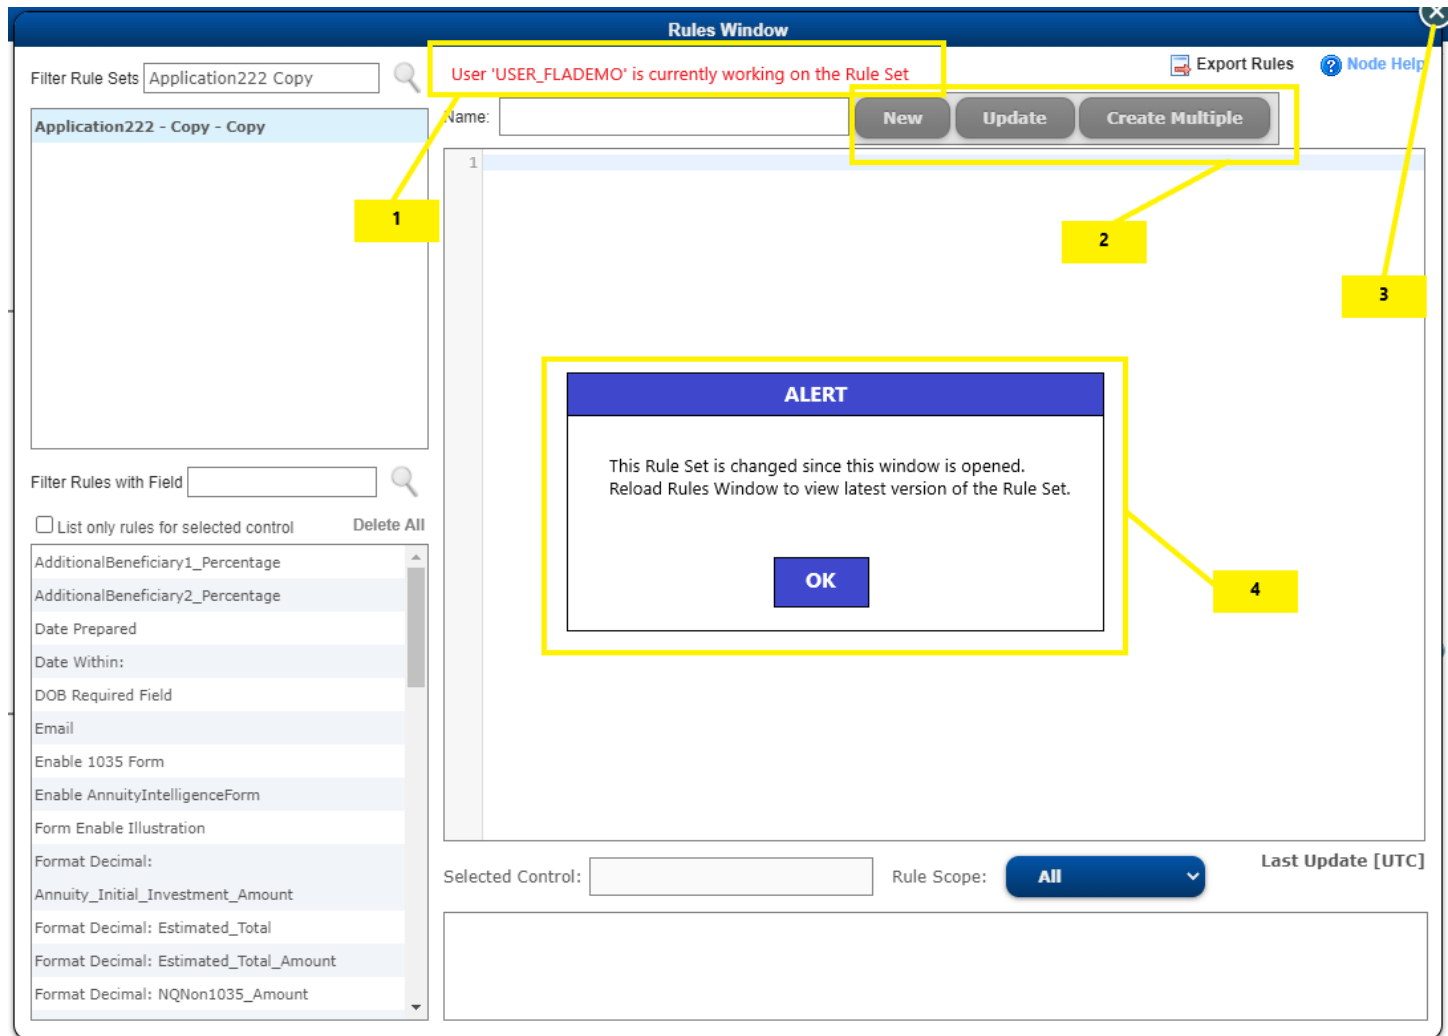 Rules Window
Filter Rule Sets
Application222 Copy
User 'USER_FLADEMO' is currently working on the Rule Set
Export Rules
Node Help
Application222 - Copy - Copy
Name:
New
Update
Create Multiple
1
1
2
3
ALERT
This Rule Set is changed since this window is opened.
Reload Rules Window to view latest version of the Rule Set.
OK
4
Filter Rules with Field
List only rules for selected control
Delete All
AdditionalBeneficiary1_Percentage
AdditionalBeneficiary2_Percentage
Date Prepared
Date Within:
DOB Required Field
Email
Enable 1035 Form
Enable AnnuityIntelligenceForm
Form Enable Illustration
Format Decimal:
Annuity_Initial_Investment_Amount
Format Decimal: Estimated_Total
Format Decimal: Estimated_Total_Amount
Format Decimal: NQNon1035_Amount
Selected Control:
Rule Scope:
All
Last Update [UTC]